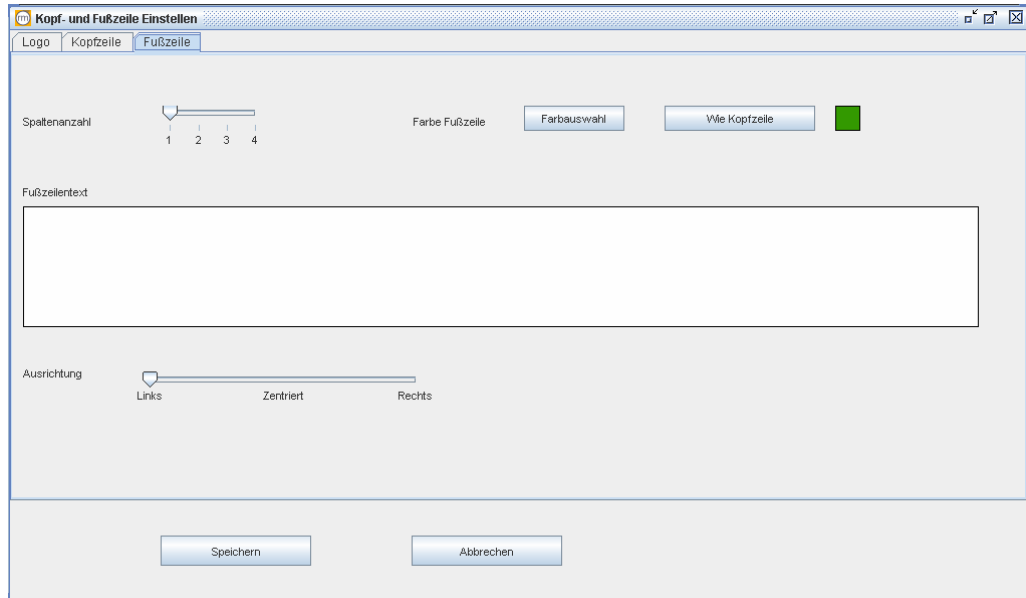 Kopf- und Fußzeile Einstellen
Logo Kopfzeile Fußzeile
Spaltenanzahl
1 2 3 4
Farbe Fußzeile Farbauswahl Wie Kopfzeile
Fußzeilentext
Ausrichtung
Links Zentriert Rechts
Speichern Abbrechen